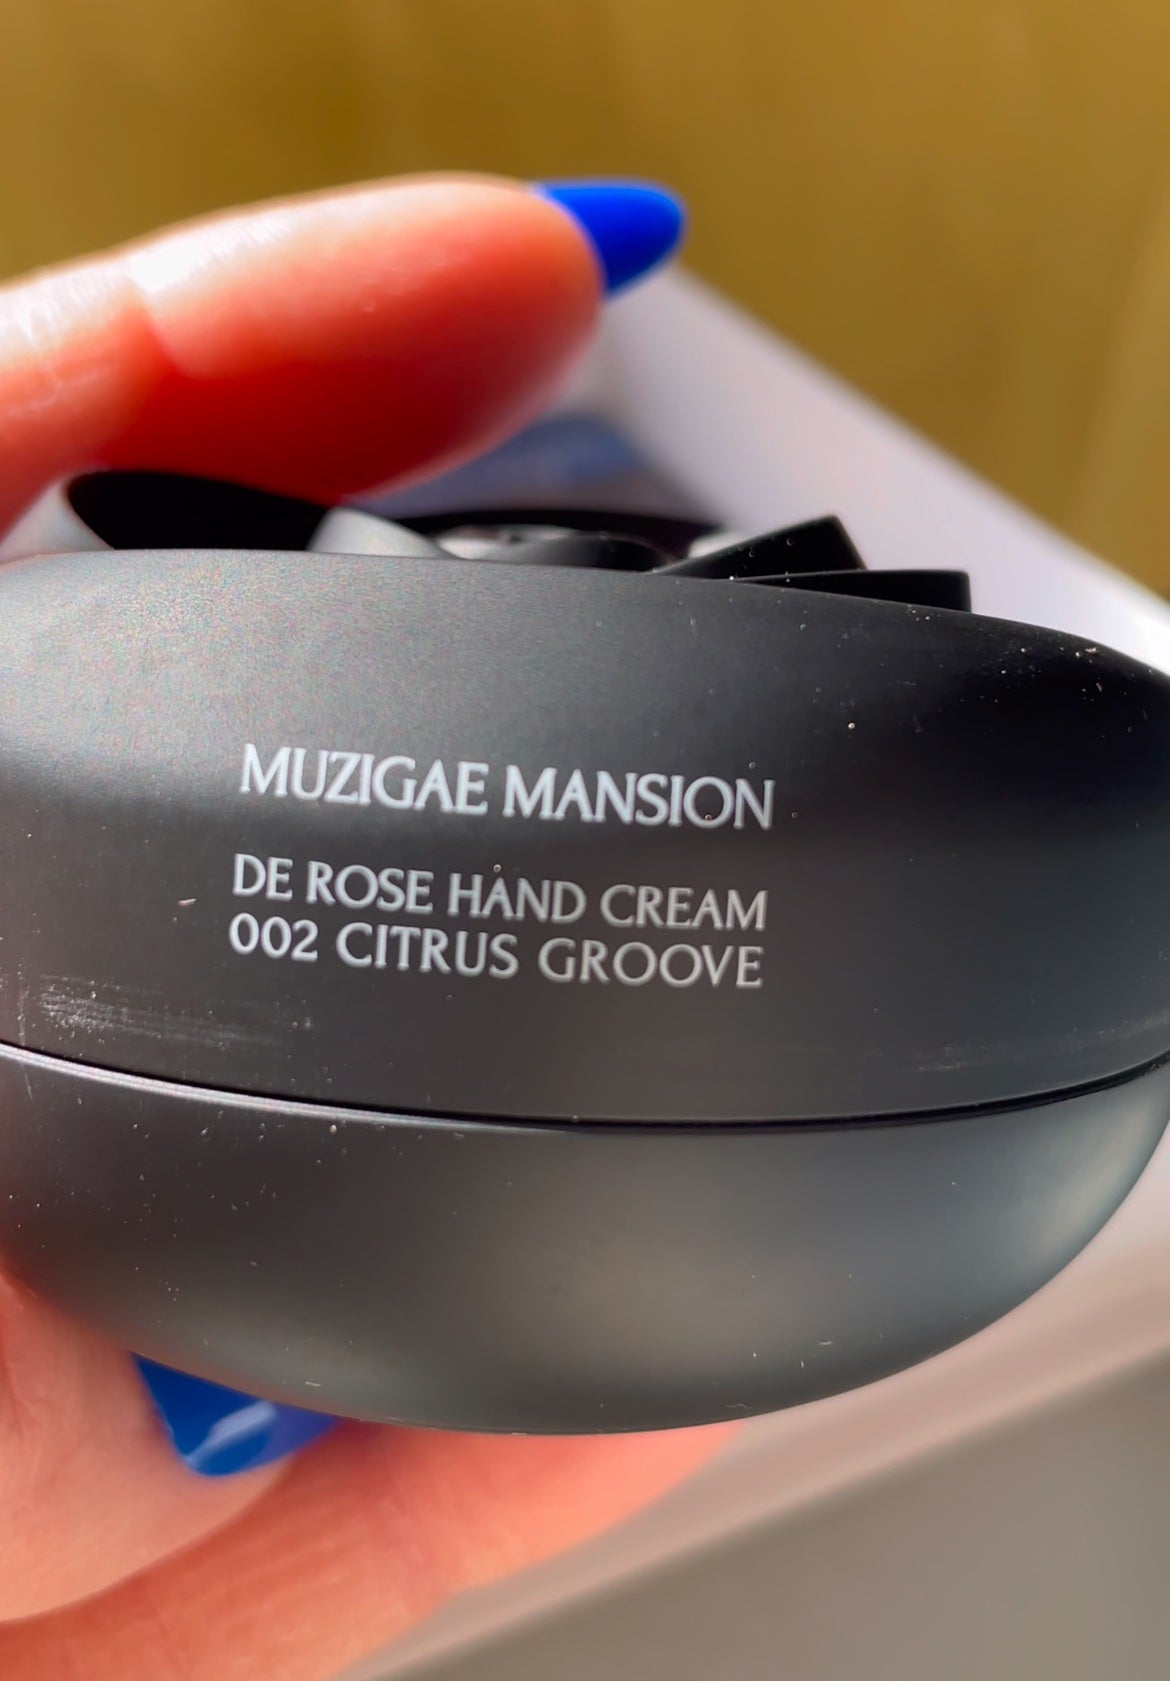 MUZIGAE MANSION
DE ROSE HAND CREAM
002 CITRUS GROOVE